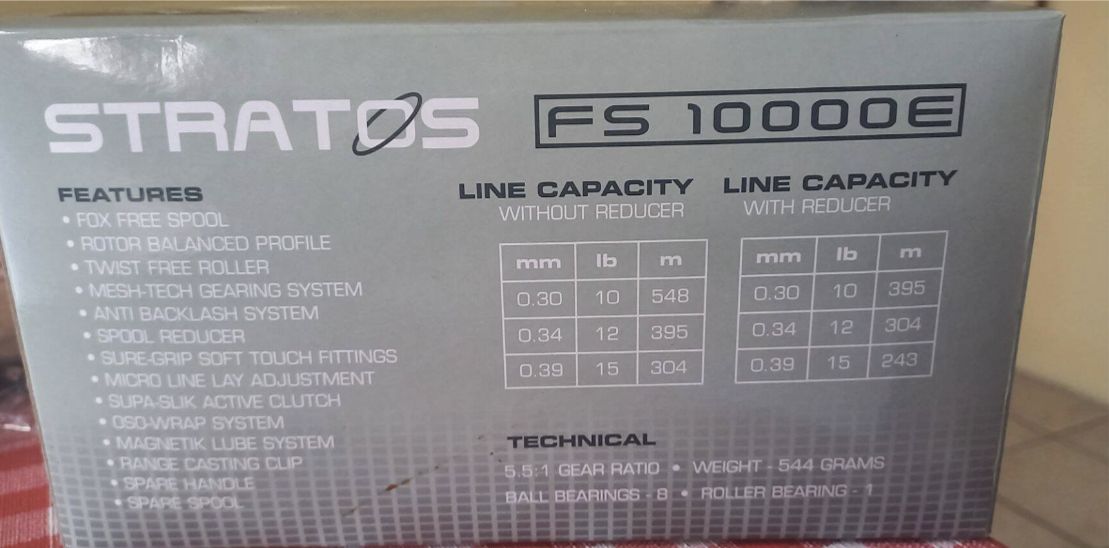 STRATOS
FS 10000E
FEATURES
• FOX FREE SPOOL
• ROTOR BALANCED PROFILE
• TWIST FREE ROLLER
• MESH-TECH GEARING SYSTEM
• ANTI BACKLASH SYSTEM
• SPOOL REDUCER
• SURE-GRIP SOFT TOUCH FITTINGS
• MICRO LINE LAY ADJUSTMENT
• SUPA-SLIK ACTIVE CLUTCH
• OSO-WRAP SYSTEM
• MAGNETIK LUBE SYSTEM
• RANGE CASTING CLIP
• SPARE HANDLE
• SPARE SPOOL
LINE CAPACITY
WITHOUT REDUCER
mm lb m
0.30 10 548
0.34 12 395
0.39 15 304
LINE CAPACITY
WITH REDUCER
mm lb m
0.30 10 395
0.34 12 304
0.39 15 243
TECHNICAL
5.5:1 GEAR RATIO • WEIGHT - 544 GRAMS
BALL BEARINGS - 8 • ROLLER BEARING - 1